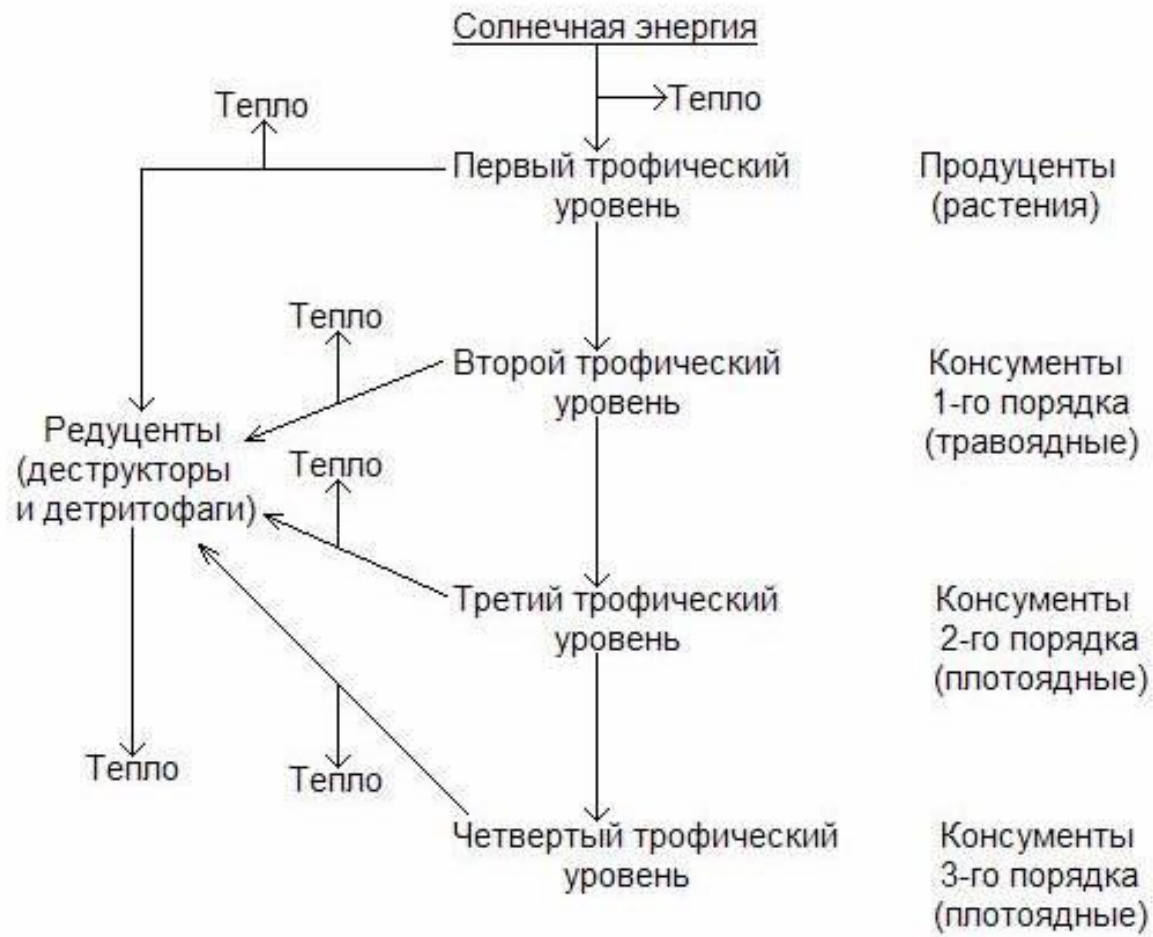 Солнечная энергия
Тепло
Тепло
Первый трофический
уровень
Продуценты
(растения)
Тепло
Второй трофический
уровень
Консументы
1-го порядка
(травоядные)
Редуценты
(деструкторы
и детритофаги)
Тепло
Третий трофический
уровень
Консументы
2-го порядка
(плотоядные)
Тепло
Тепло
Четвертый трофический
уровень
Консументы
3-го порядка
(плотоядные)